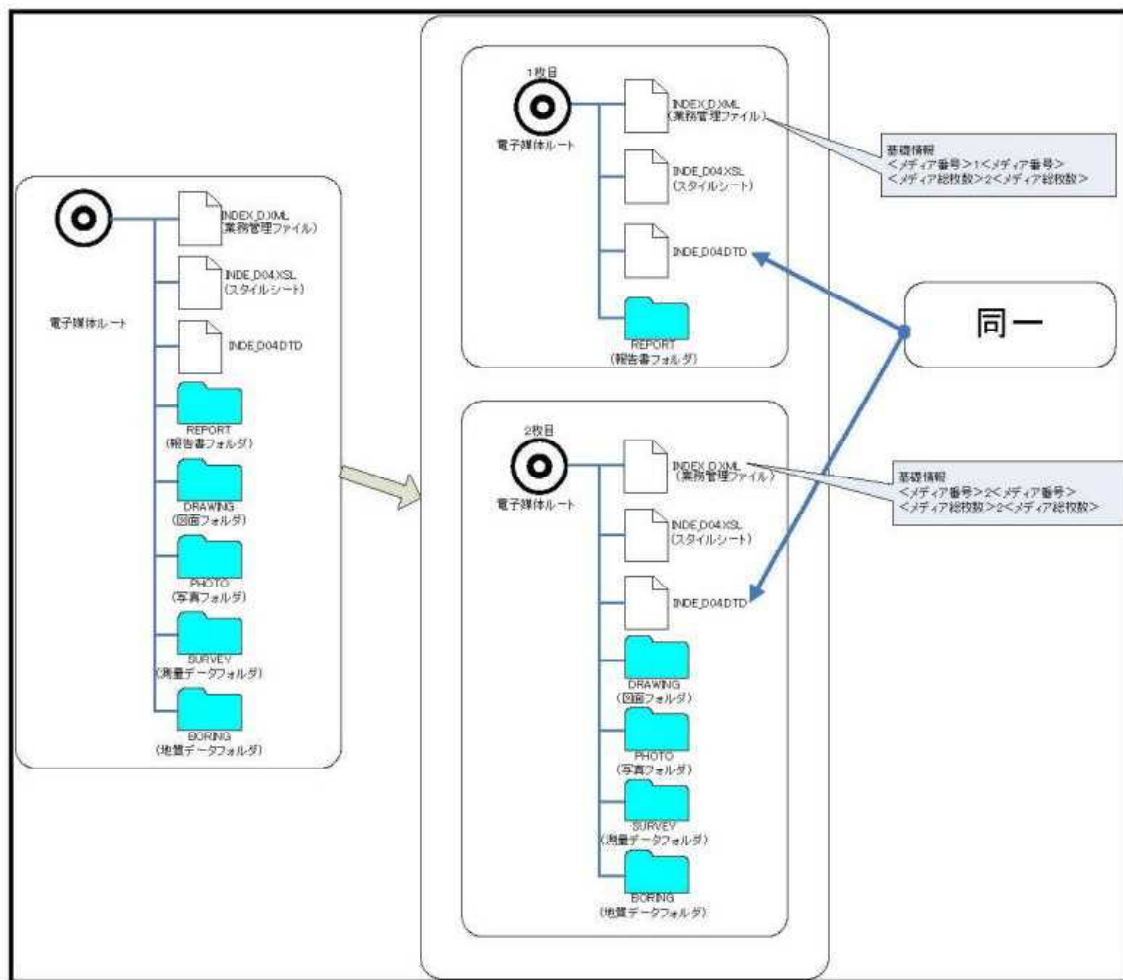 電子媒体ルート
INDEX_D.XML
(業務管理ファイル)
INDE_D04.XSL
(スタイルシート)
INDE_D04.DTD
REPORT
(報告書フォルダ)
DRAWING
(図面フォルダ)
PHOTO
(写真フォルダ)
SURVEY
(測量データフォルダ)
BORING
(地質データフォルダ)
1枚目
電子媒体ルート
INDEX_D.XML
(業務管理ファイル)
INDE_D04.XSL
(スタイルシート)
INDE_D04.DTD
REPORT
(報告書フォルダ)
基礎情報
<メディア番号>1<メディア番号>
<メディア総枚数>2<メディア総枚数>
同一
2枚目
電子媒体ルート
INDEX_D.XML
(業務管理ファイル)
INDE_D04.XSL
(スタイルシート)
INDE_D04.DTD
DRAWING
(図面フォルダ)
PHOTO
(写真フォルダ)
SURVEY
(測量データフォルダ)
BORING
(地質データフォルダ)
基礎情報
<メディア番号>2<メディア番号>
<メディア総枚数>2<メディア総枚数>